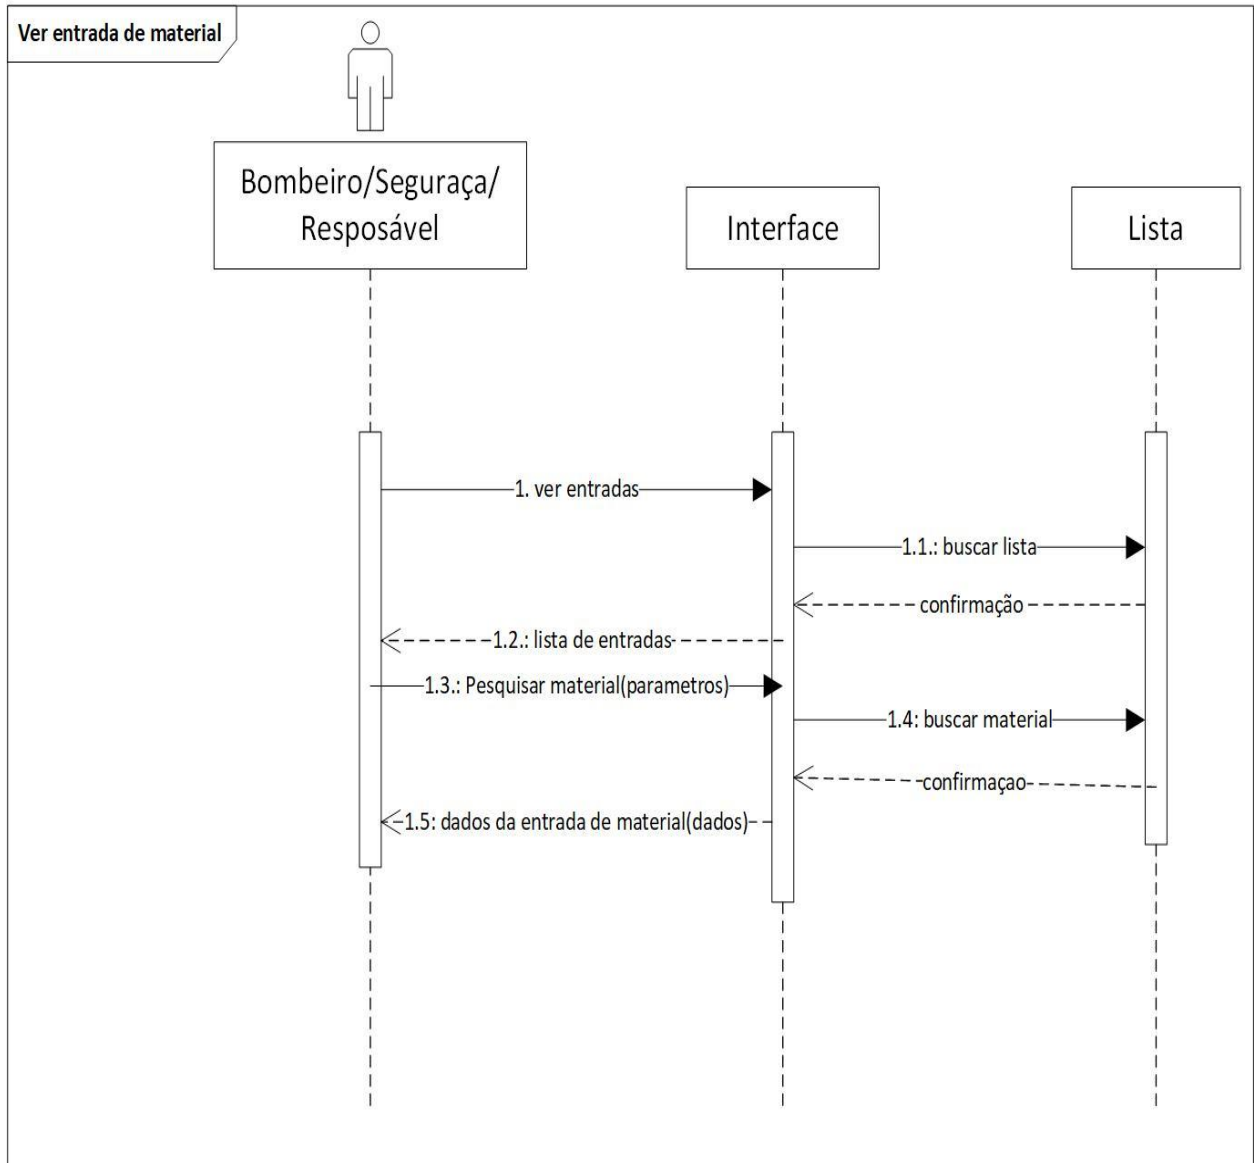 Ver entrada de material
Bombeiro/Seguraça/
Resposável
Interface
Lista
1. ver entradas
1.1.: buscar lista
confirmação
1.2.: lista de entradas
1.3.: Pesquisar material(parametros)
1.4: buscar material
confirmaçao
1.5: dados da entrada de material(dados)